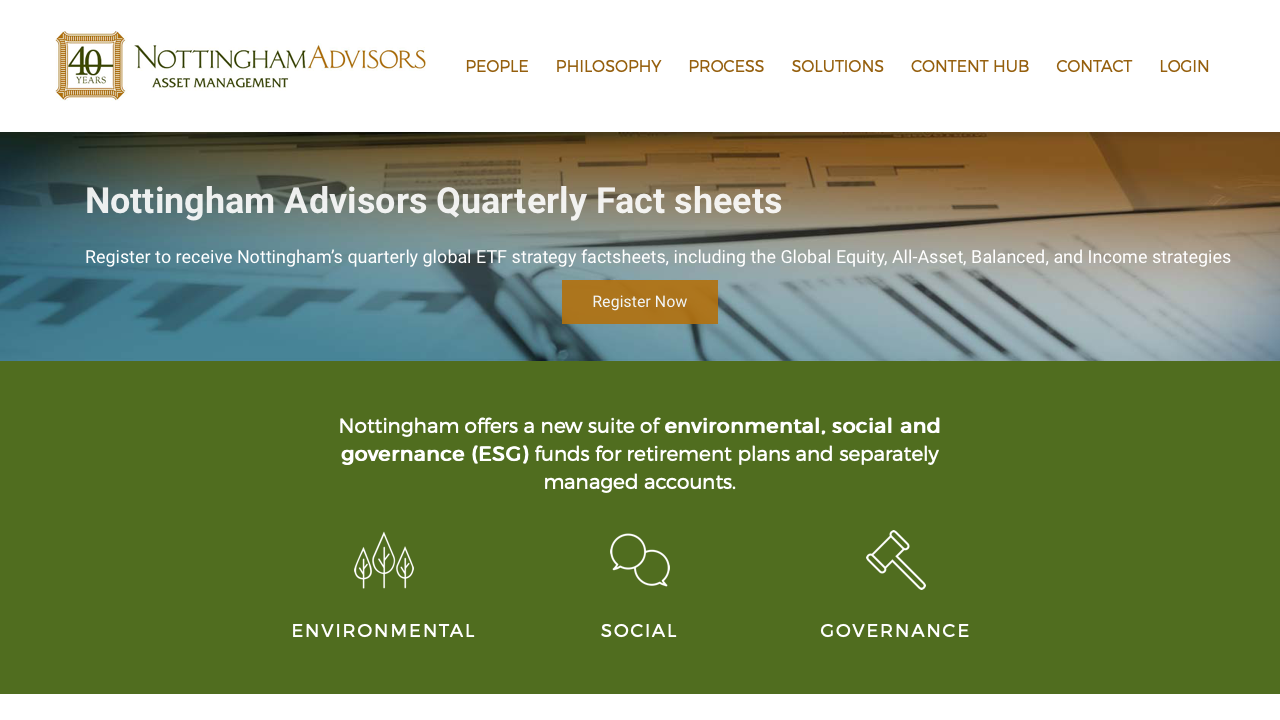 40
YEARS
NOTTINGHAM ADVISORS
ASSET MANAGEMENT
PEOPLE
PHILOSOPHY
PROCESS
SOLUTIONS
CONTENT HUB
CONTACT
LOGIN
Nottingham Advisors Quarterly Fact sheets
Register to receive Nottingham’s quarterly global ETF strategy factsheets, including the Global Equity, All-Asset, Balanced, and Income strategies
Register Now
Nottingham offers a new suite of environmental, social and
governance (ESG) funds for retirement plans and separately
managed accounts.
ENVIRONMENTAL
SOCIAL
GOVERNANCE